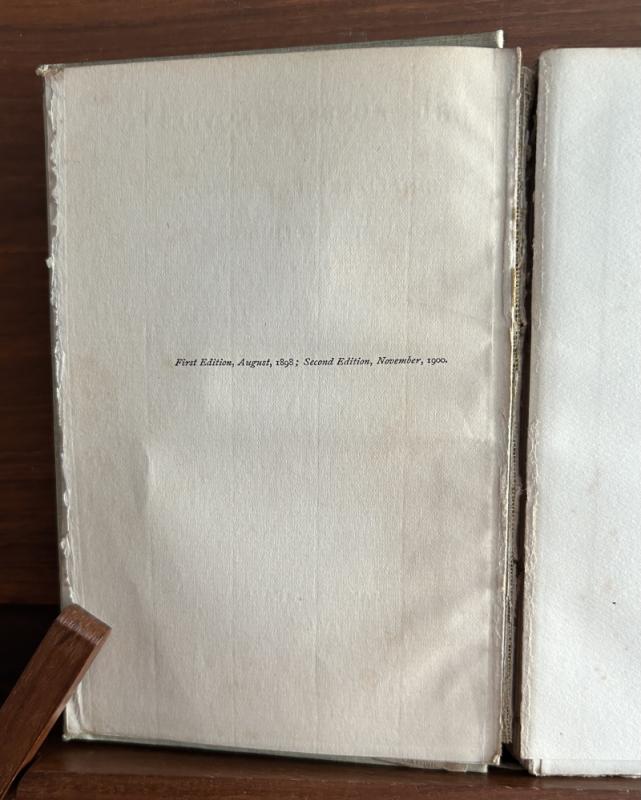 First Edition, August, 1898; Second Edition, November, 1900.